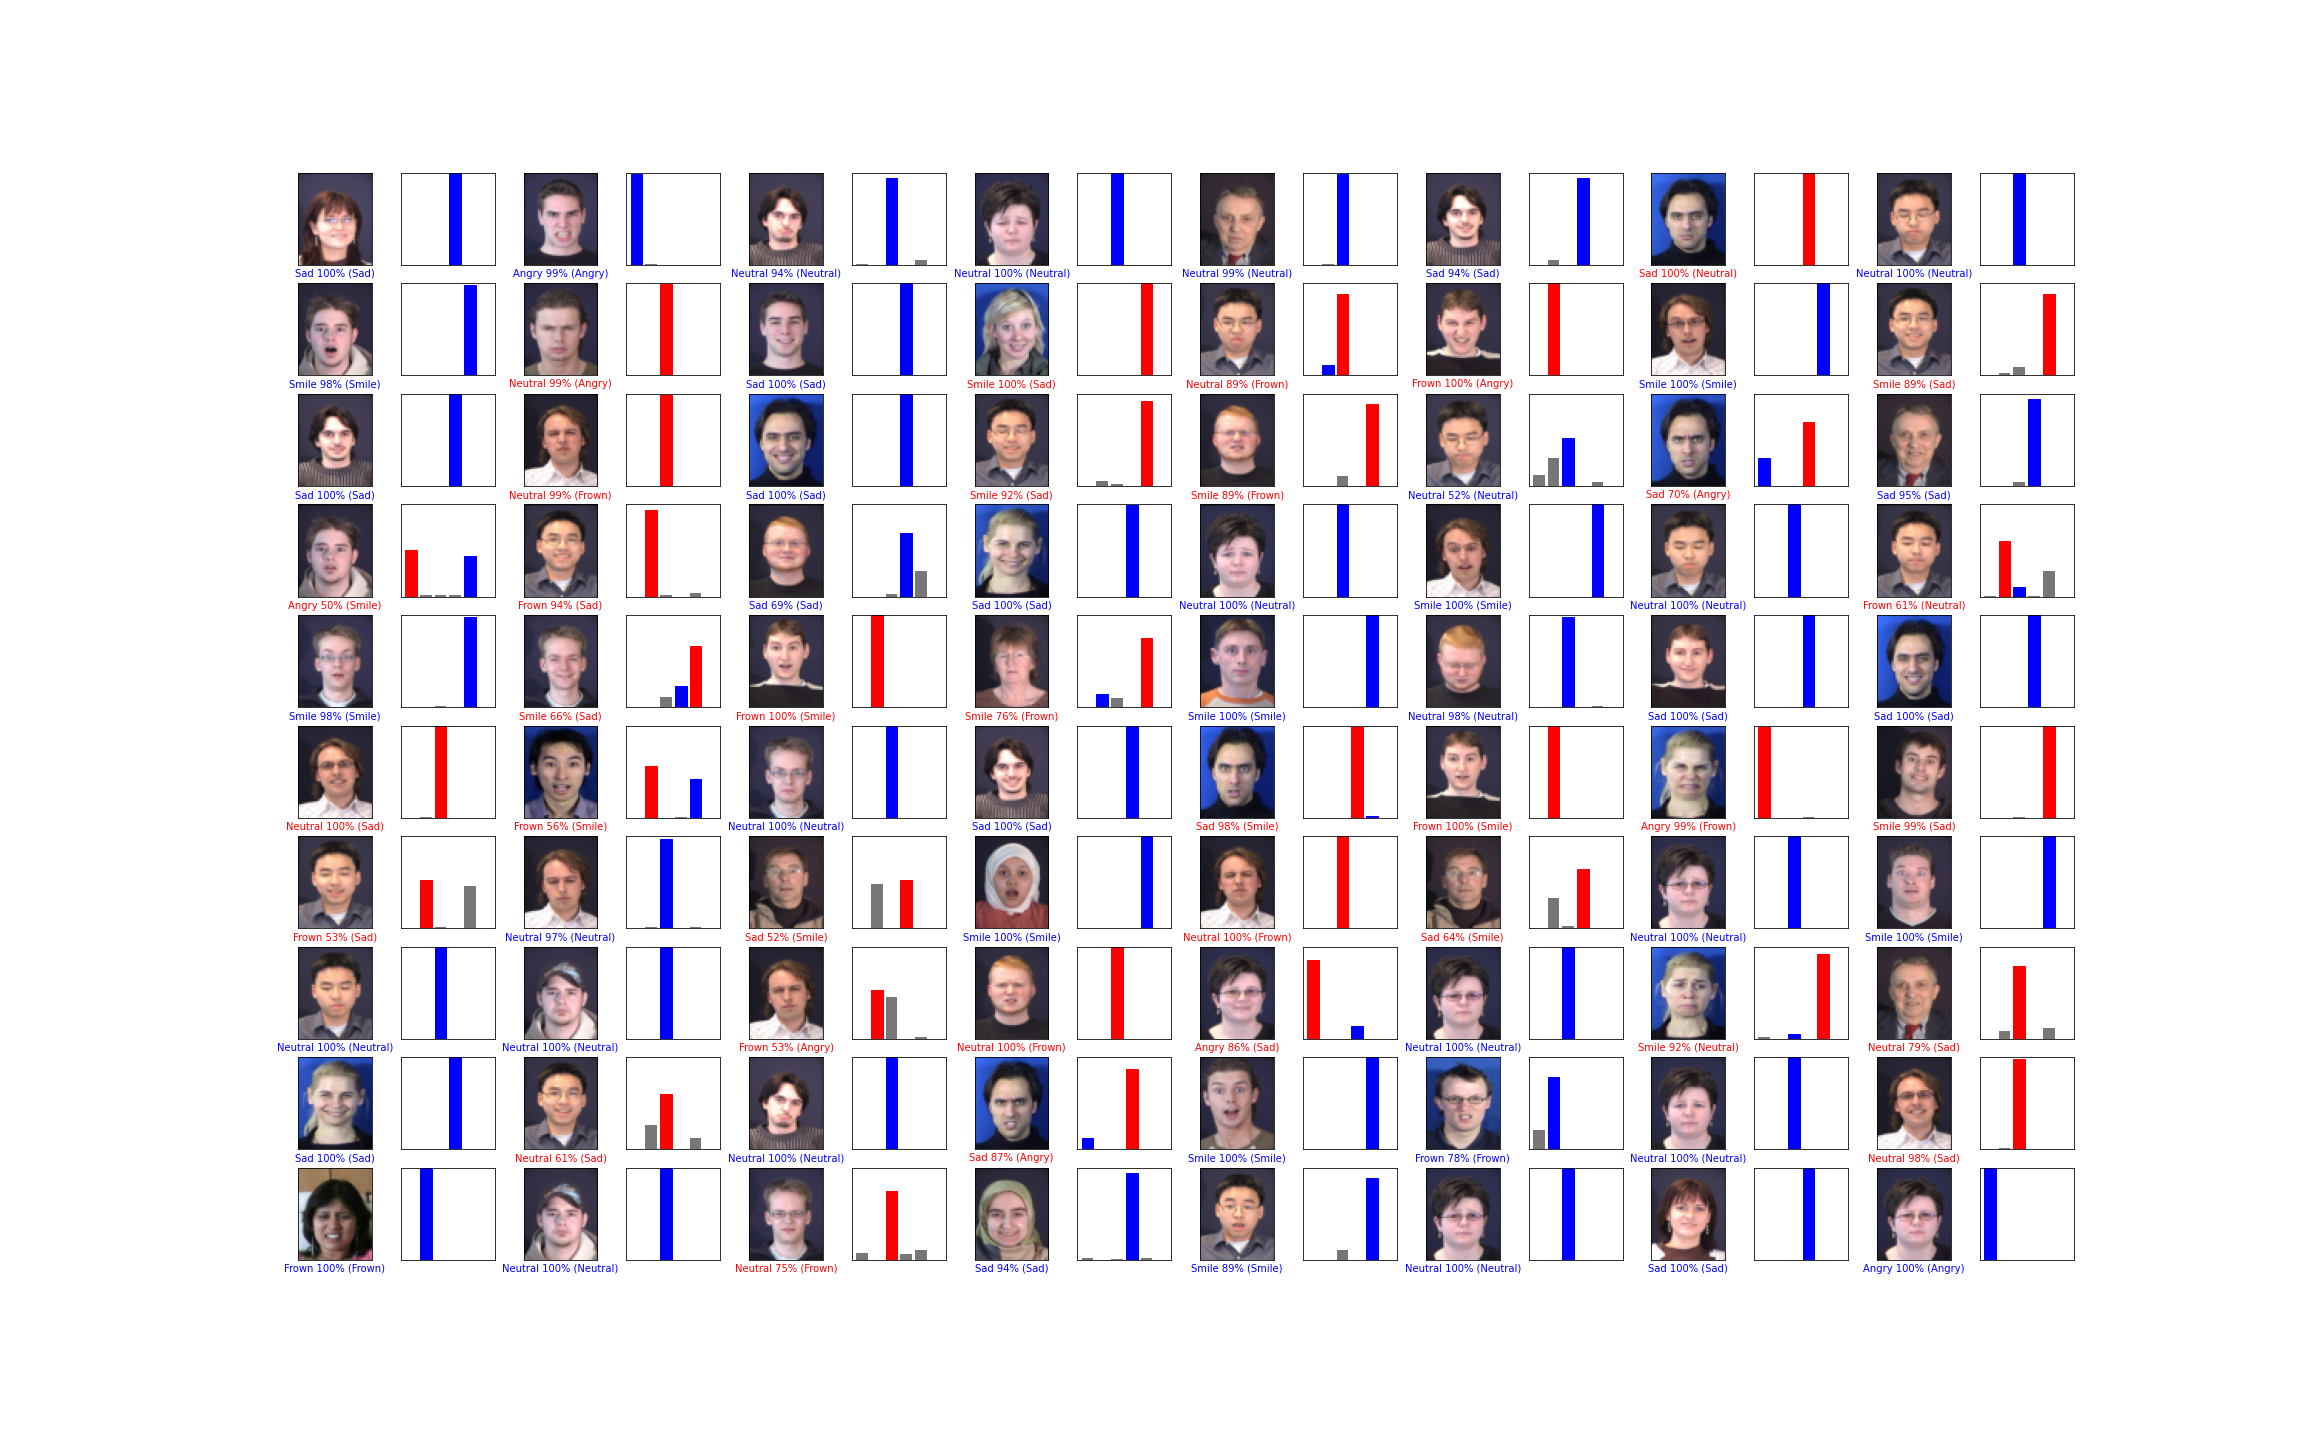 Sad 100% (Sad) Angry 99% (Angry) Neutral 94% (Neutral) Neutral 100% (Neutral) Neutral 99% (Neutral) Sad 94% (Sad) Sad 100% (Neutral) Neutral 100% (Neutral)
Smile 98% (Smile) Neutral 99% (Angry) Sad 100% (Sad) Smile 100% (Sad) Neutral 89% (Frown) Frown 100% (Angry) Smile 100% (Smile) Smile 89% (Sad)
Sad 100% (Sad) Neutral 99% (Frown) Sad 100% (Sad) Smile 92% (Sad) Smile 89% (Frown) Neutral 52% (Neutral) Sad 70% (Angry) Sad 95% (Sad)
Angry 50% (Smile) Frown 94% (Sad) Sad 69% (Sad) Sad 100% (Sad) Neutral 100% (Neutral) Smile 100% (Smile) Neutral 100% (Neutral) Frown 61% (Neutral)
Smile 98% (Smile) Smile 66% (Sad) Frown 100% (Smile) Smile 76% (Frown) Smile 100% (Smile) Neutral 98% (Neutral) Sad 100% (Sad) Sad 100% (Sad)
Neutral 100% (Sad) Frown 56% (Smile) Neutral 100% (Neutral) Sad 100% (Sad) Sad 98% (Smile) Frown 100% (Smile) Angry 99% (Frown) Smile 99% (Sad)
Frown 53% (Sad) Neutral 97% (Neutral) Sad 52% (Smile) Smile 100% (Smile) Neutral 100% (Frown) Sad 64% (Smile) Neutral 100% (Neutral) Smile 100% (Smile)
Neutral 100% (Neutral) Neutral 100% (Neutral) Frown 53% (Angry) Neutral 100% (Frown) Angry 86% (Sad) Neutral 100% (Neutral) Smile 92% (Neutral) Neutral 79% (Sad)
Sad 100% (Sad) Neutral 61% (Sad) Neutral 100% (Neutral) Sad 87% (Angry) Smile 100% (Smile) Frown 78% (Frown) Neutral 100% (Neutral) Neutral 98% (Sad)
Frown 100% (Frown) Neutral 100% (Neutral) Neutral 75% (Frown) Sad 94% (Sad) Smile 89% (Smile) Neutral 100% (Neutral) Sad 100% (Sad) Angry 100% (Angry)